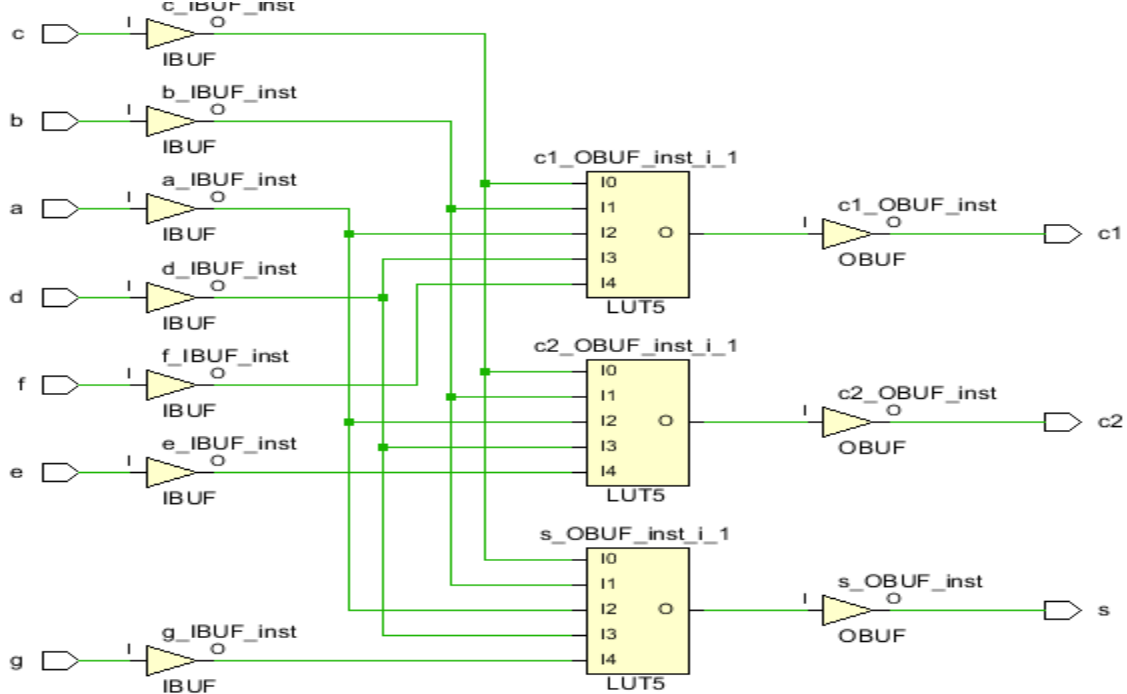 c_IBUF_inst
c I O
IBUF
b_IBUF_inst
b I O
IBUF
c1_OBUF_inst_i_1
a_IBUF_inst
I0
a I O
I1
c1_OBUF_inst
IBUF
I2 O
I O c1
d_IBUF_inst
I3
OBUF
d I O
I4
LUT5
IBUF
c2_OBUF_inst_i_1
f_IBUF_inst
I0
f I O
I1
c2_OBUF_inst
IBUF
I2 O
I O c2
e_IBUF_inst
I3
OBUF
e I O
I4
IBUF
LUT5
s_OBUF_inst_i_1
I0
I1
s_OBUF_inst
I2 O
I O s
g_IBUF_inst
I3
OBUF
g I O
I4
IBUF
LUT5